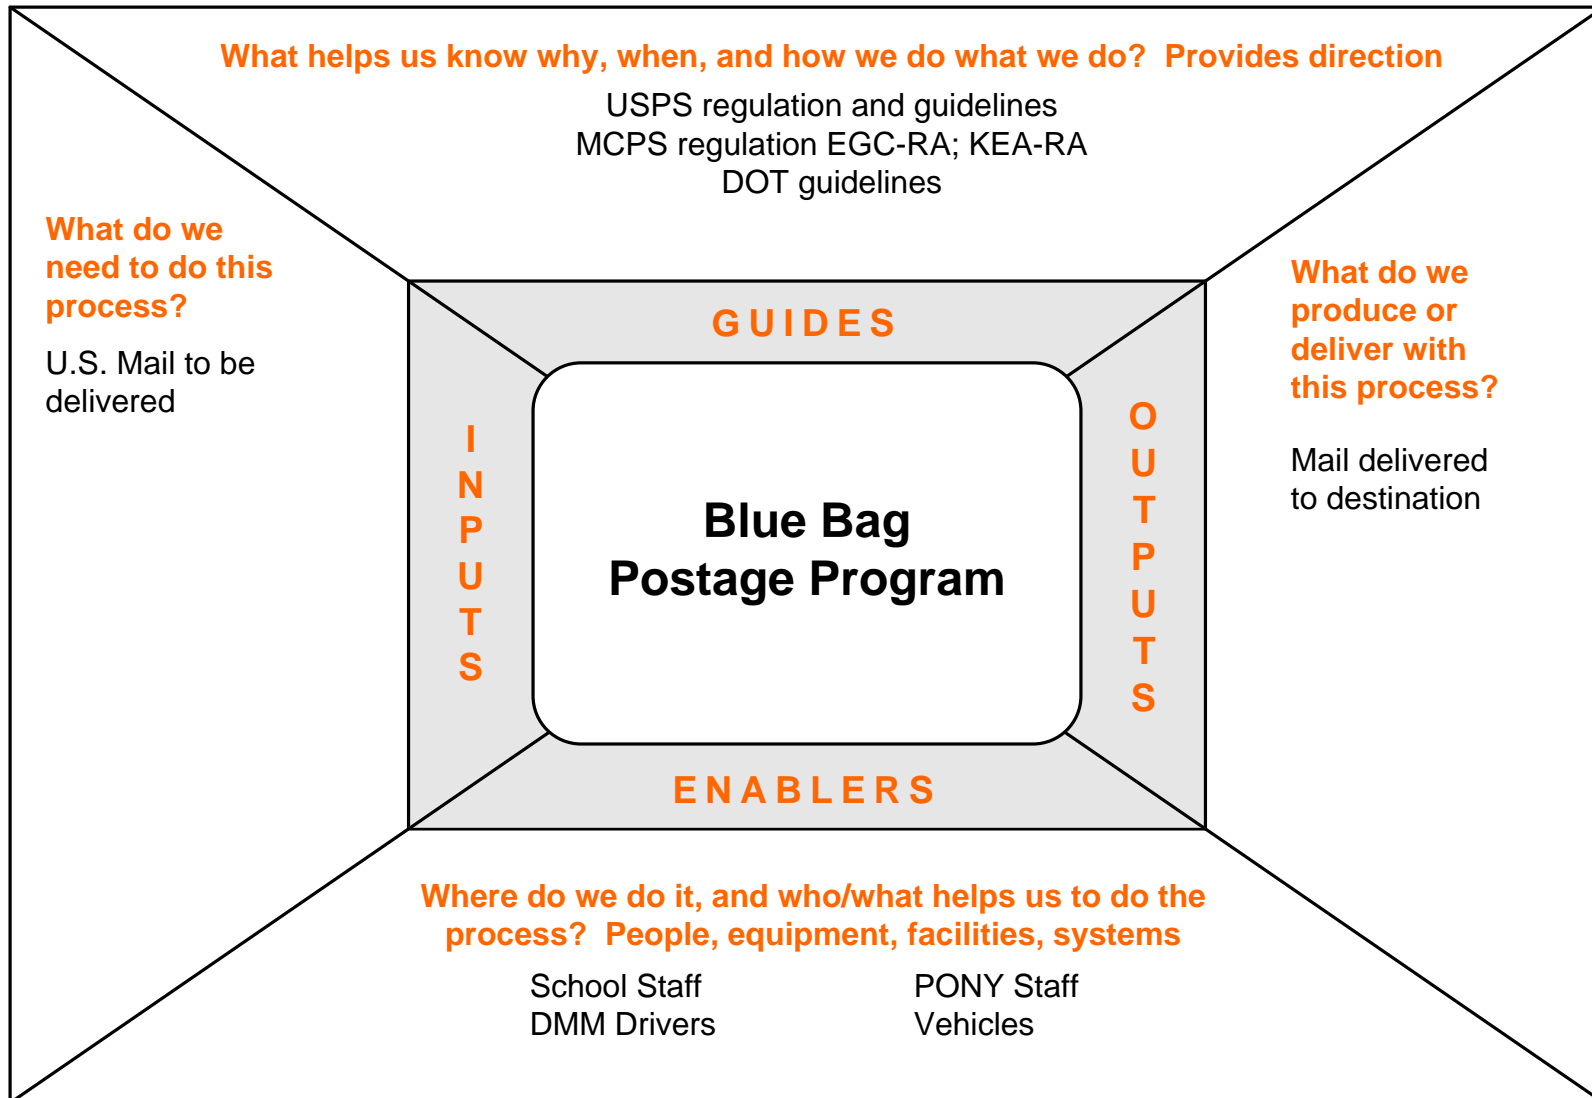 What helps us know why, when, and how we do what we do?  Provides direction
USPS regulation and guidelines
MCPS regulation EGC-RA; KEA-RA
DOT guidelines
What do we
need to do this
process?
U.S. Mail to be
delivered
GUIDES
INPUTS
Blue Bag
Postage Program
OUTPUTS
What do we
produce or
deliver with
this process?
Mail delivered
to destination
ENABLERS
Where do we do it, and who/what helps us to do the
process?  People, equipment, facilities, systems
School Staff
DMM Drivers
PONY Staff
Vehicles